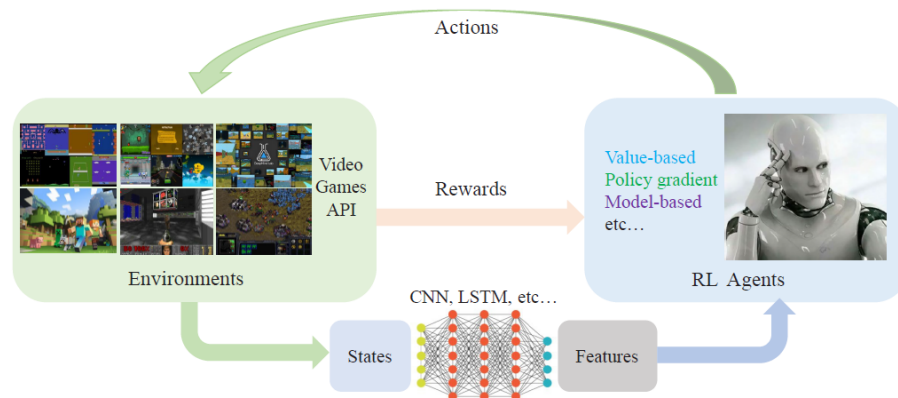 Actions
Video
Games
API
Environments
Rewards
Value-based
Policy gradient
Model-based
etc…
RL Agents
CNN, LSTM, etc…
States
Features